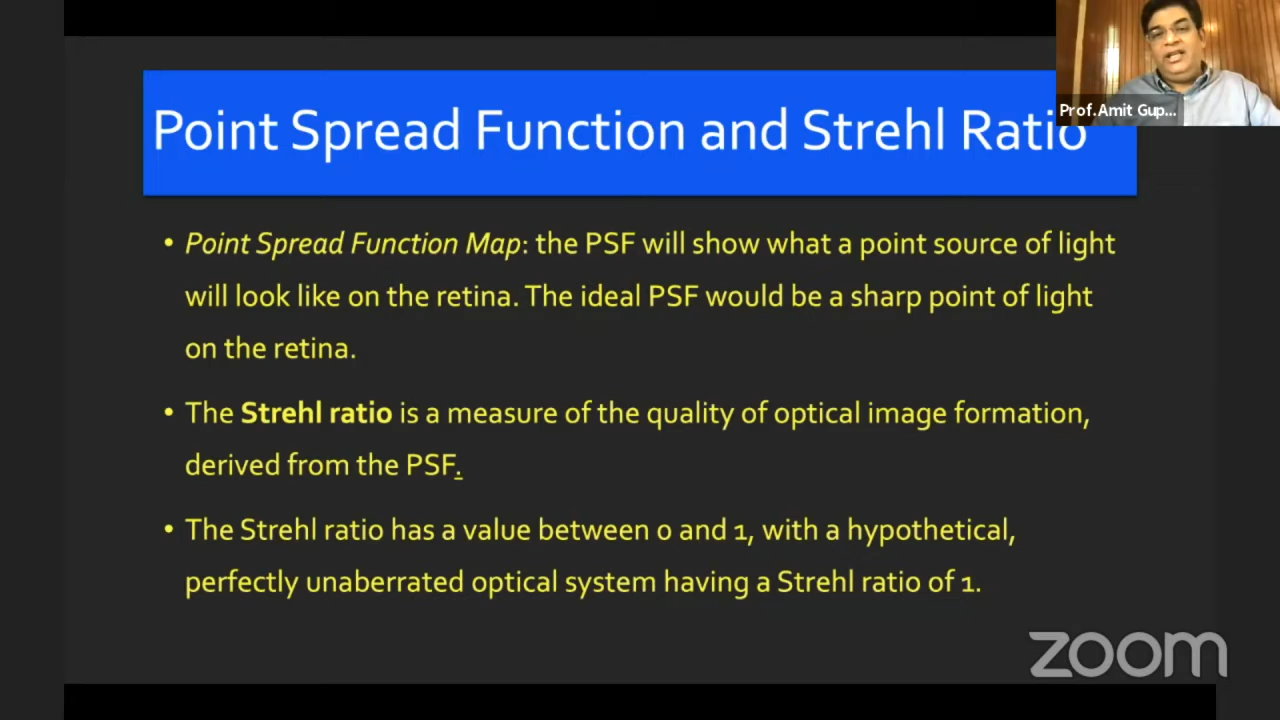 Point Spread Function and Strehl Ratio
Prof.Amit Gup...
• Point Spread Function Map: the PSF will show what a point source of light
will look like on the retina. The ideal PSF would be a sharp point of light
on the retina.
• The Strehl ratio is a measure of the quality of optical image formation,
derived from the PSF.
• The Strehl ratio has a value between 0 and 1, with a hypothetical,
perfectly unaberrated optical system having a Strehl ratio of 1.
zoom